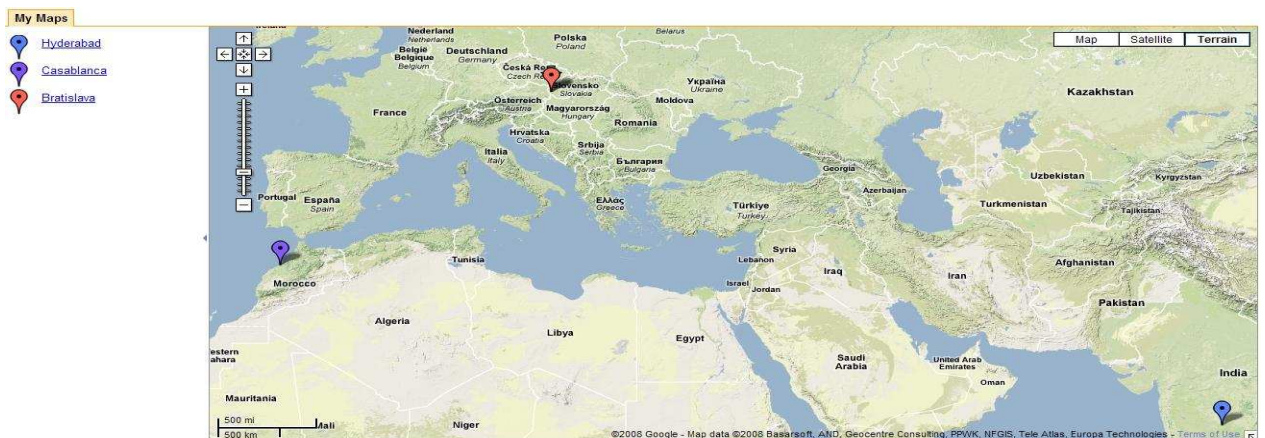 My Maps
Hyderabad
Casablanca
Bratislava
Map Satellite Terrain
Nederland
Netherlands
Polska
Poland
Belarus
België
Belgique
Belgium
Deutschland
Germany
Česká Re
Czech Re
Slovensko
Slovakia
Україна
Ukraine
Kazakhstan
France
Österreich
Austria
Magyarország
Hungary
Moldova
Romania
Hrvatska
Croatia
Italia
Italy
Srbija
Serbia
България
Bulgaria
Georgia
Uzbekistan
Kyrgyzstan
Azerbaijan
Portugal
España
Spain
Ελλάς
Greece
Türkiye
Turkey
Turkmenistan
Tajikistan
Tunisia
Syria
Lebanon
Iraq
Iran
Afghanistan
Morocco
Israel
Jordan
Pakistan
Algeria
Libya
Egypt
estern
ahara
Saudi
Arabia
United Arab
Emirates
Oman
India
Mauritania
500 mi
500 km
Mali
Niger
©2008 Google - Map data ©2008 Basarsoft, AND, Geocentre Consulting, PPWK, NFGIS, Tele Atlas, Europa Technologies - Terms of Use